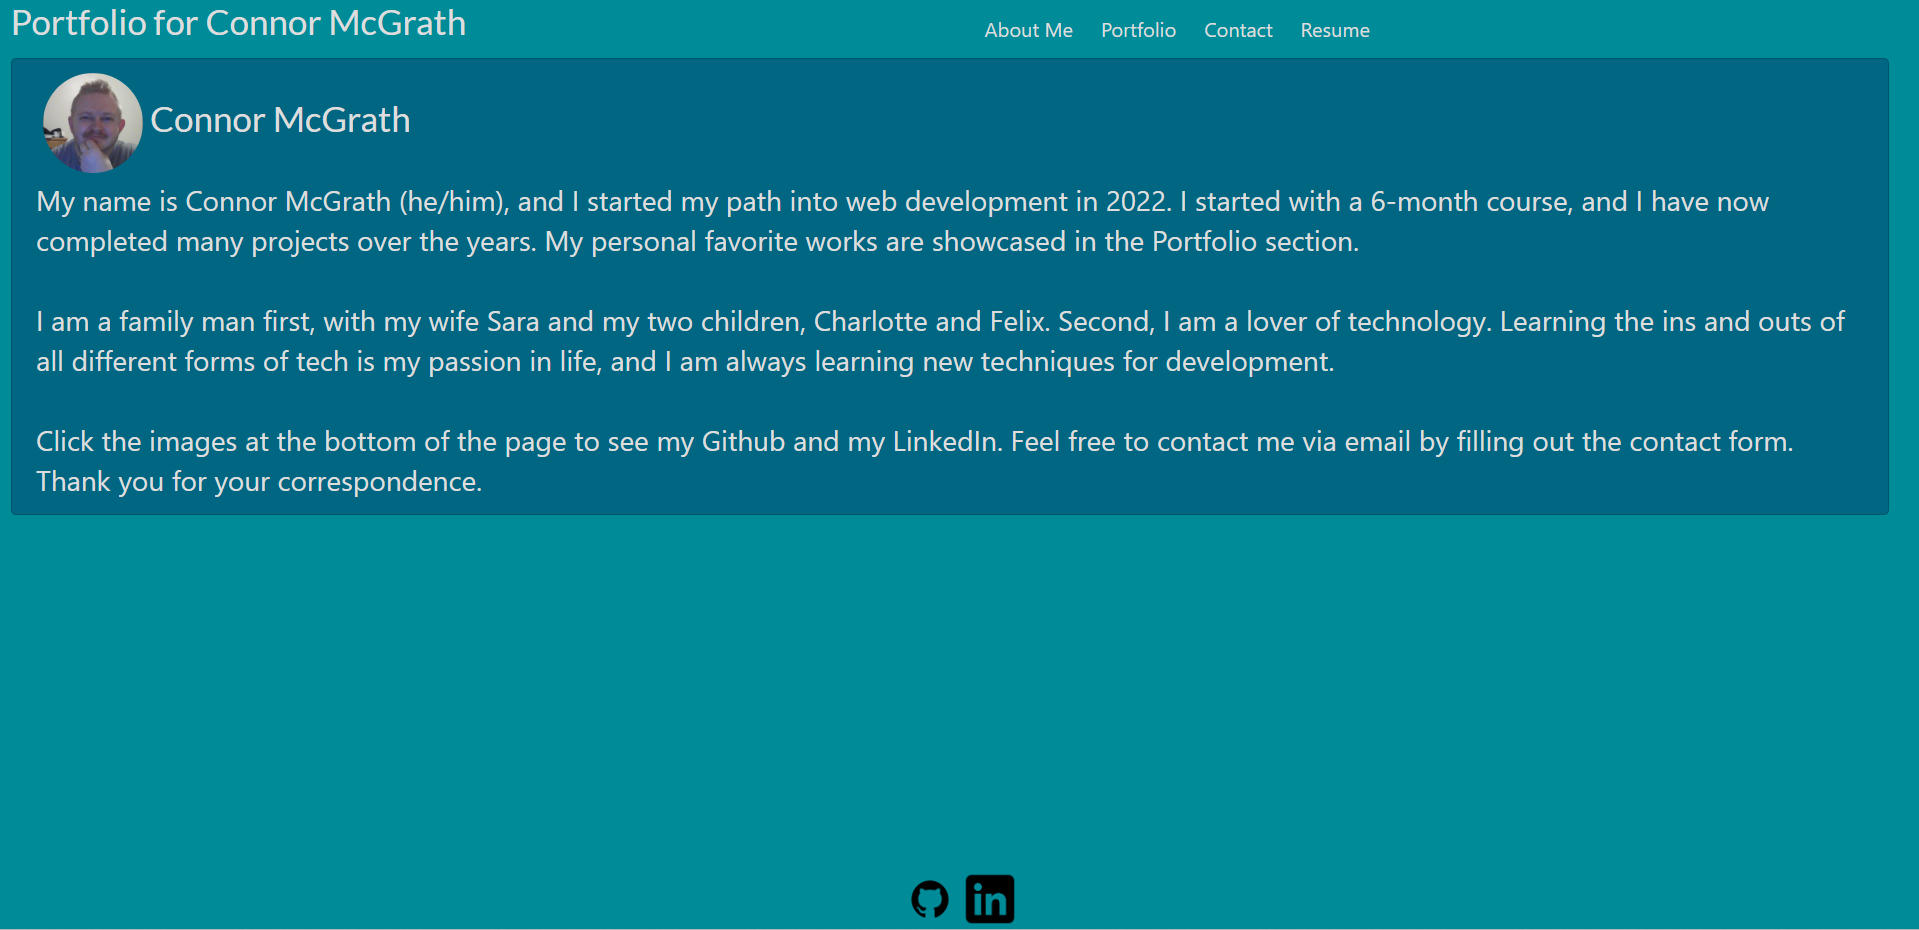 Portfolio for Connor McGrath
About Me Portfolio Contact Resume
Connor McGrath
My name is Connor McGrath (he/him), and I started my path into web development in 2022. I started with a 6-month course, and I have now
completed many projects over the years. My personal favorite works are showcased in the Portfolio section.
I am a family man first, with my wife Sara and my two children, Charlotte and Felix. Second, I am a lover of technology. Learning the ins and outs of
all different forms of tech is my passion in life, and I am always learning new techniques for development.
Click the images at the bottom of the page to see my Github and my LinkedIn. Feel free to contact me via email by filling out the contact form.
Thank you for your correspondence.
in